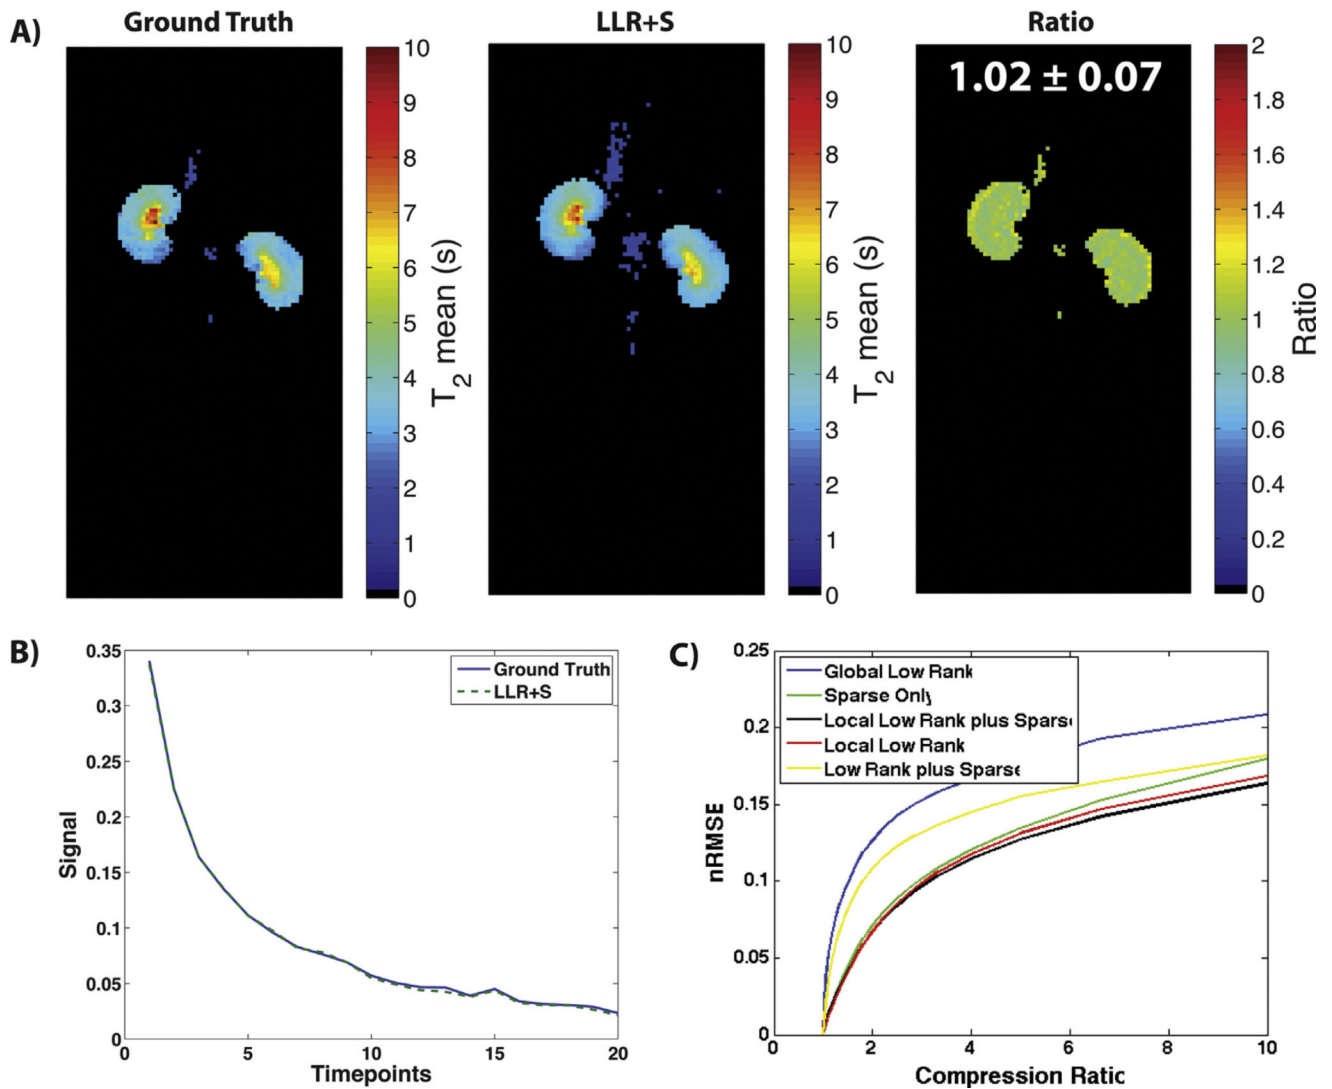 A)
Ground Truth
LLR+S
Ratio
10
9
8
7
6
5
4
3
2
1
0
T2 mean (s)
10
9
8
7
6
5
4
3
2
1
0
T2 mean (s)
1.02 ± 0.07
2
1.8
1.6
1.4
1.2
1
0.8
0.6
0.4
0.2
0
Ratio
B)
0.35
0.3
0.25
0.2
0.15
0.1
0.05
0
Signal
Ground Truth
LLR+S
0
5
10
15
20
Timepoints
C)
0.25
0.2
0.15
0.1
0.05
0
nRMSE
Global Low Rank
Sparse Only
Local Low Rank plus Sparse
Local Low Rank
Low Rank plus Sparse
0
2
4
6
8
10
Compression Ratio